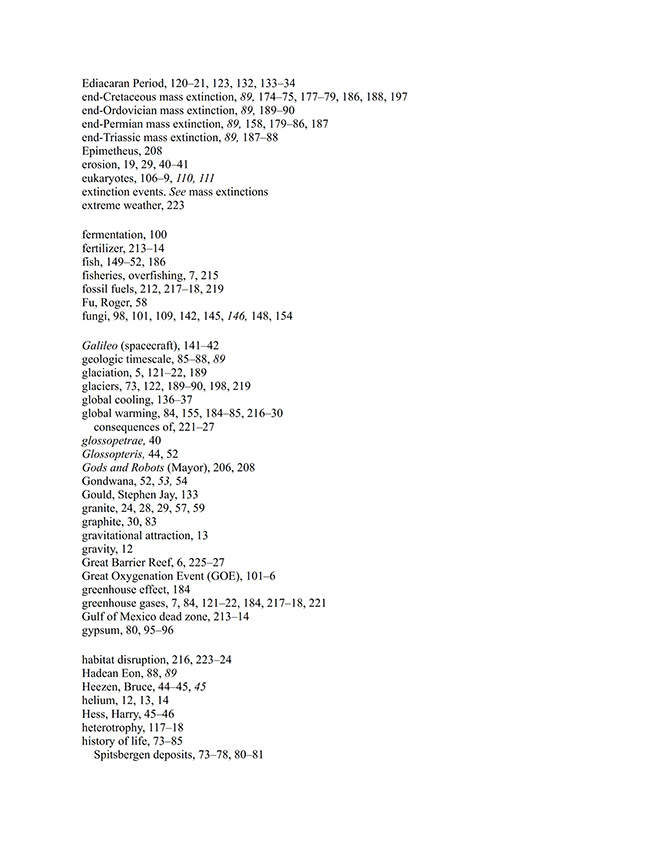 Ediacaran Period, 120–21, 123, 132, 133–34
end-Cretaceous mass extinction, 89, 174–75, 177–79, 186, 188, 197
end-Ordovician mass extinction, 89, 189–90
end-Permian mass extinction, 89, 158, 179–86, 187
end-Triassic mass extinction, 89, 187–88
Epimetheus, 208
erosion, 19, 29, 40–41
eukaryotes, 106–9, 110, 111
extinction events. See mass extinctions
extreme weather, 223
fermentation, 100
fertilizer, 213–14
fish, 149–52, 186
fisheries, overfishing, 7, 215
fossil fuels, 212, 217–18, 219
Fu, Roger, 58
fungi, 98, 101, 109, 142, 145, 146, 148, 154
Galileo (spacecraft), 141–42
geologic timescale, 85–88, 89
glaciation, 5, 121–22, 189
glaciers, 73, 122, 189–90, 198, 219
global cooling, 136–37
global warming, 84, 155, 184–85, 216–30
consequences of, 221–27
glossopetrae, 40
Glossopteris, 44, 52
Gods and Robots (Mayor), 206, 208
Gondwana, 52, 53, 54
Gould, Stephen Jay, 133
granite, 24, 28, 29, 57, 59
graphite, 30, 83
gravitational attraction, 13
gravity, 12
Great Barrier Reef, 6, 225–27
Great Oxygenation Event (GOE), 101–6
greenhouse effect, 184
greenhouse gases, 7, 84, 121–22, 184, 217–18, 221
Gulf of Mexico dead zone, 213–14
gypsum, 80, 95–96
habitat disruption, 216, 223–24
Hadean Eon, 88, 89
Heezen, Bruce, 44–45, 45
helium, 12, 13, 14
Hess, Harry, 45–46
heterotrophy, 117–18
history of life, 73–85
Spitsbergen deposits, 73–78, 80–81